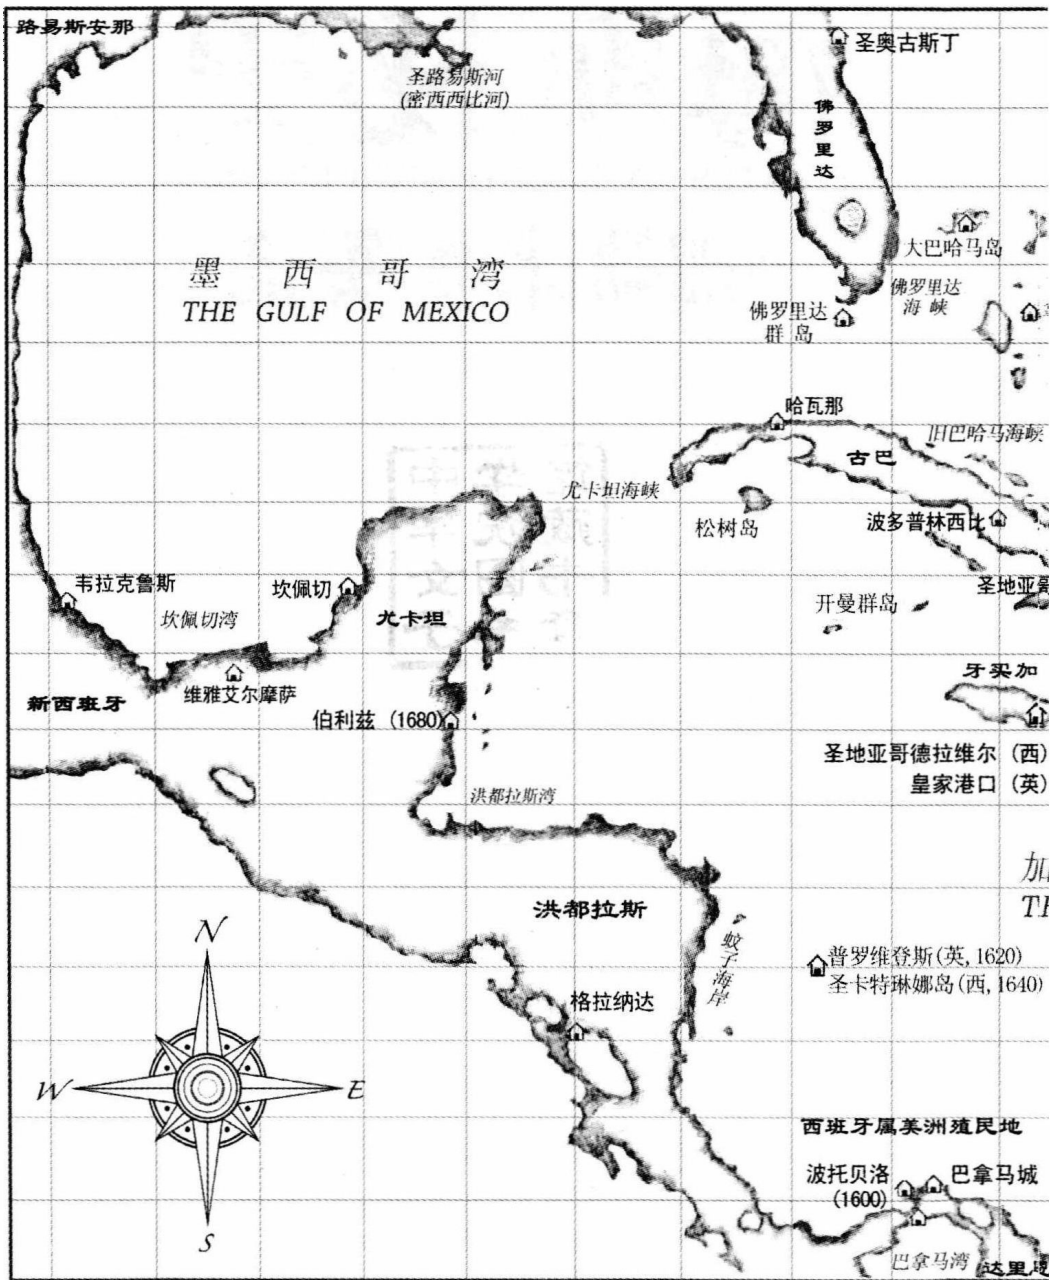 路易斯安那
圣路易斯河
(密西西比河)
圣奥古斯丁
佛罗里达
大巴哈马岛
墨西哥湾
THE GULF OF MEXICO
佛罗里达
海峡
佛罗里达
群岛
哈瓦那
旧巴哈马海峡
古巴
尤卡坦海峡
松树岛
波多普林西比
韦拉克鲁斯
坎佩切
坎佩切湾
尤卡坦
开曼群岛
圣地亚哥
维雅艾尔摩萨
新西班牙
伯利兹 (1680)
牙买加
圣地亚哥德拉维尔 (西)
皇家港口 (英)
洪都拉斯湾
加
TH
洪都拉斯
蚊子海岸
普罗维登斯(英, 1620)
圣卡特琳娜岛(西, 1640)
格拉纳达
N
W
E
S
西班牙属美洲殖民地
波托贝洛
(1600)
巴拿马城
巴拿马湾
达里